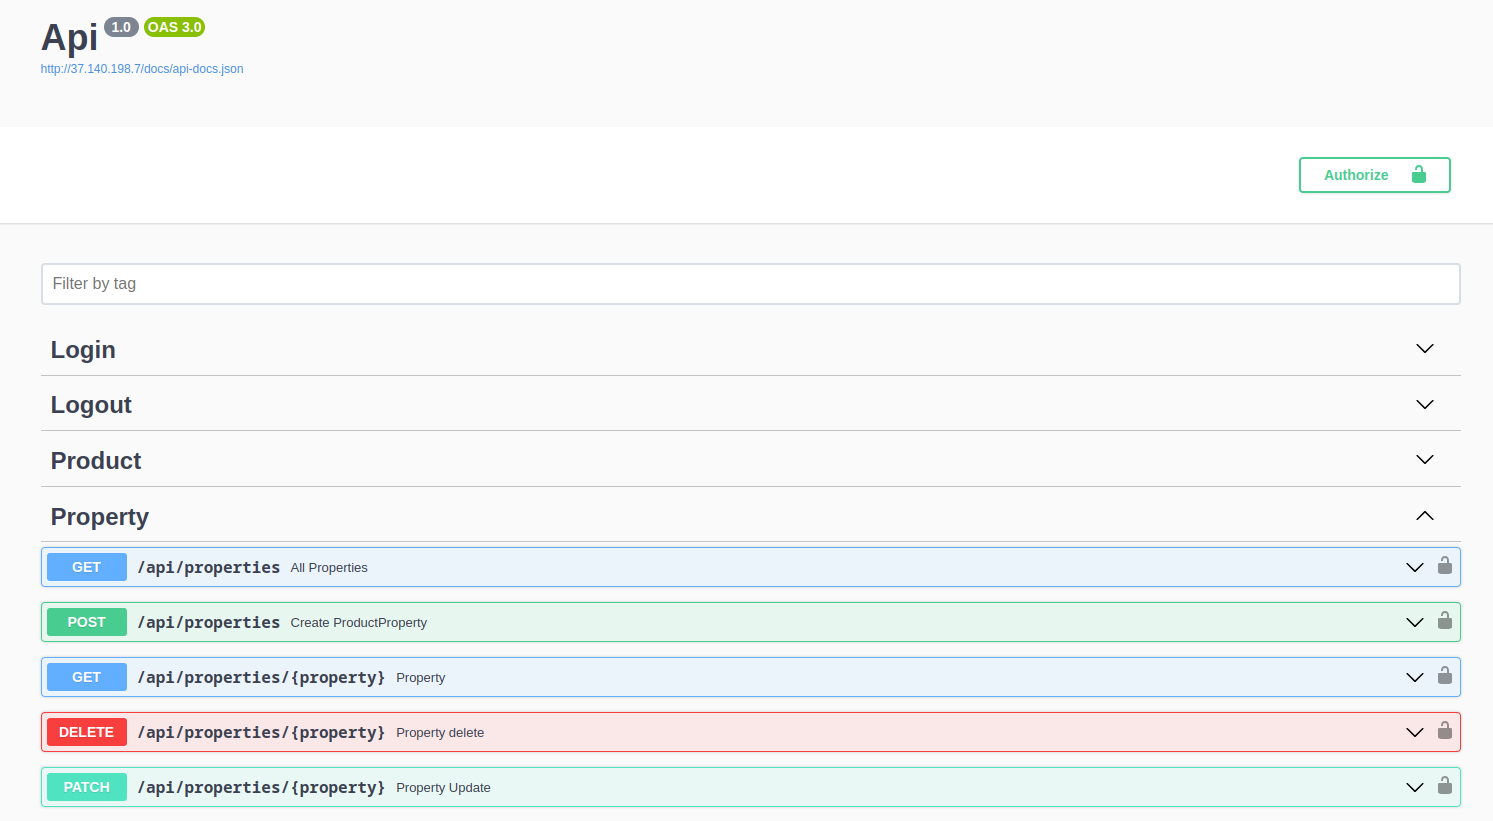 Api 1.0 OAS 3.0
http://37.140.198.7/docs/api-docs.json
Authorize
Filter by tag
Login
Logout
Product
Property
GET /api/properties All Properties
POST /api/properties Create ProductProperty
GET /api/properties/{property} Property
DELETE /api/properties/{property} Property delete
PATCH /api/properties/{property} Property Update